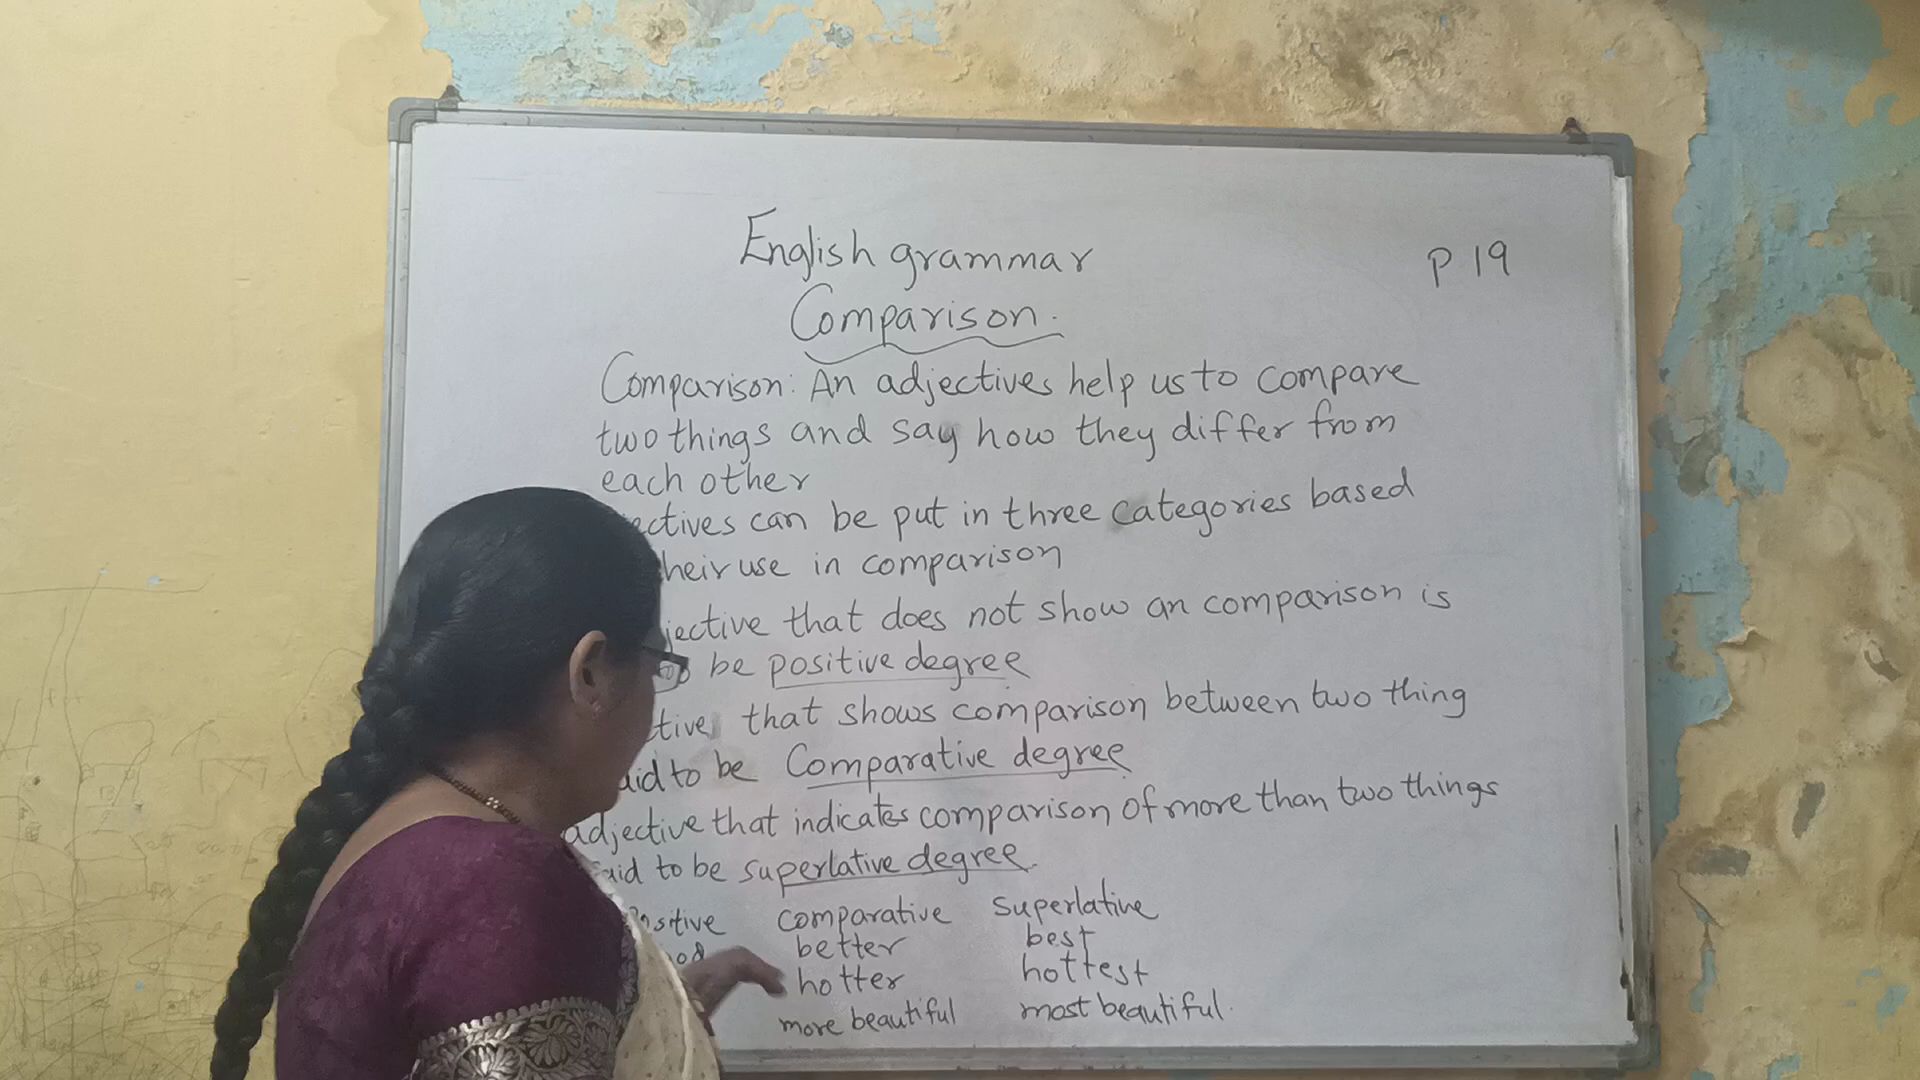 English grammar
P 19
Comparison.
Comparison: An adjectives help us to compare
two things and say how they differ from
each other
ectives can be put in three categories based
heir use in comparison
jective that does not show an comparison is
be positive degree
tive that shows comparison between two thing
aid to be Comparative degree
adjective that indicates comparison of more than two things
said to be superlative degree.
sitive comparative Superlative
od better best
hotter hottest
more beautiful most beautiful.